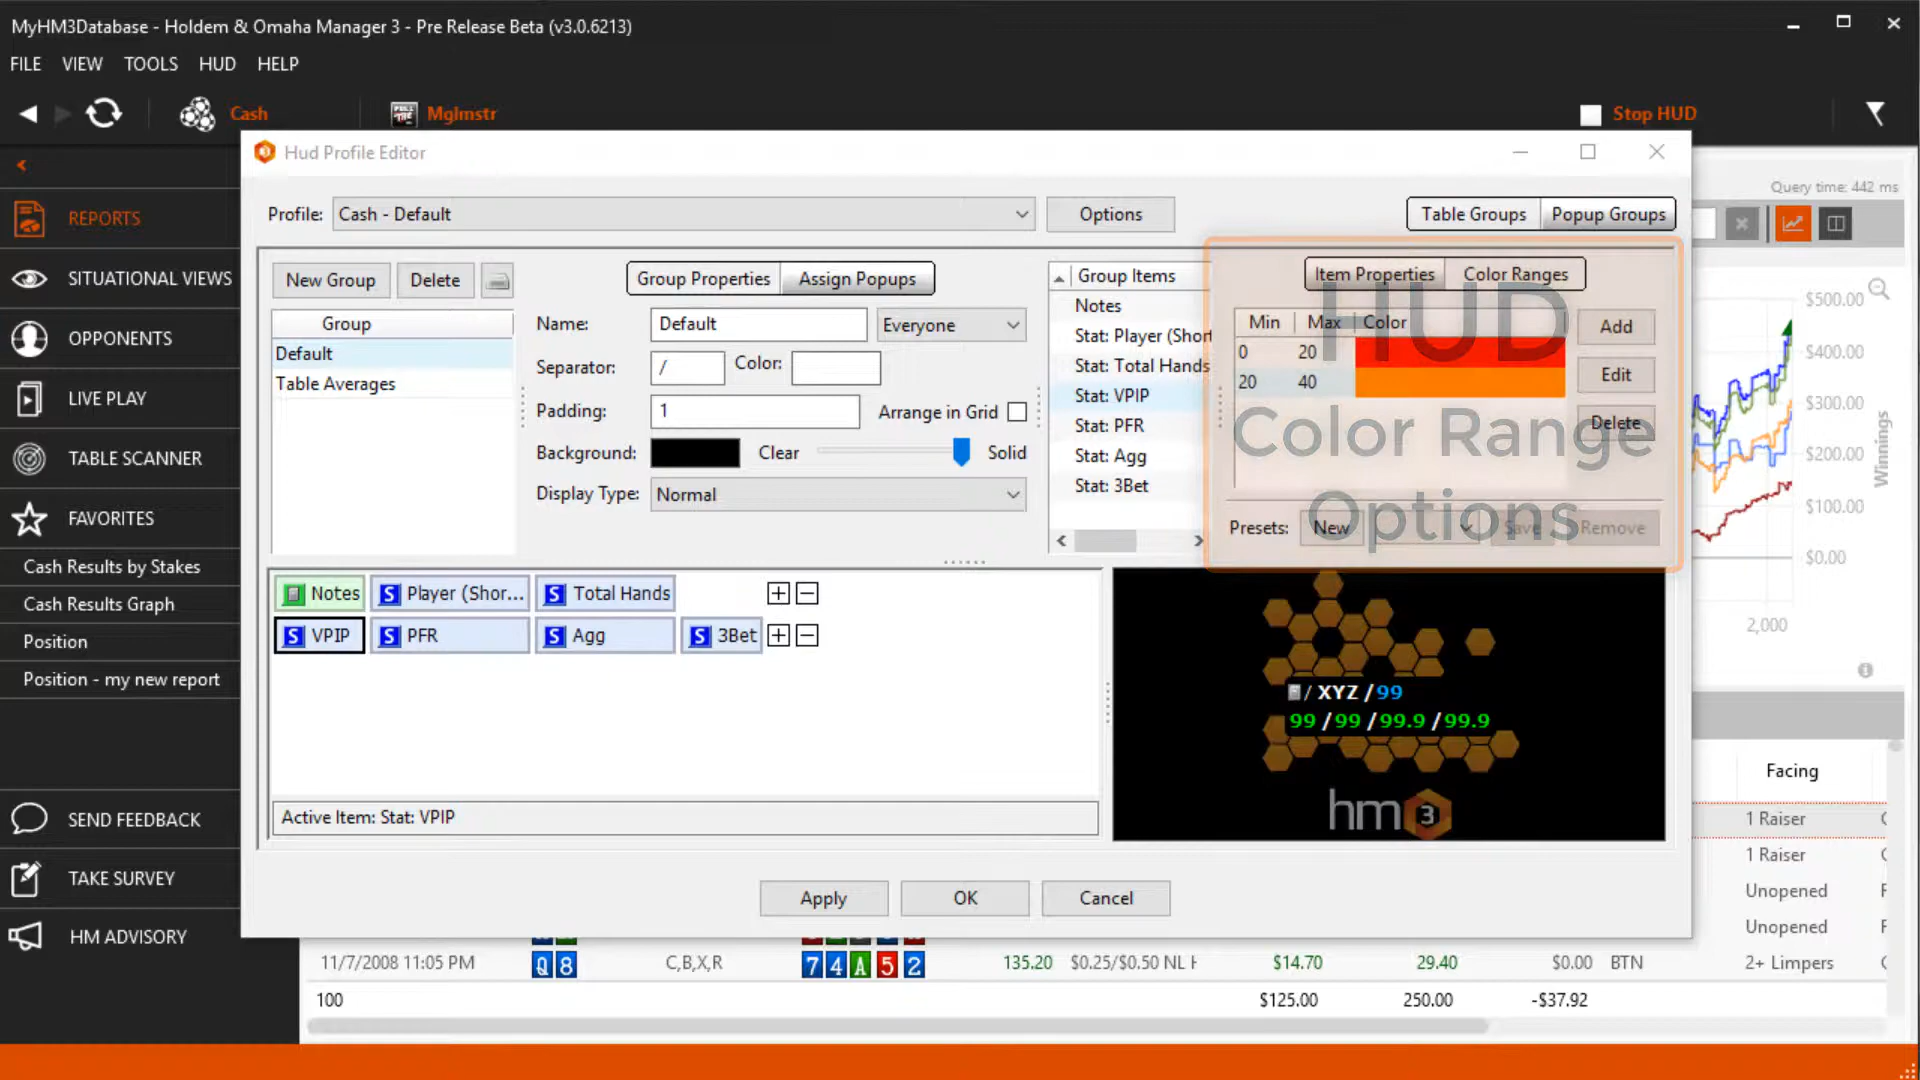 MyHM3Database - Holdem & Omaha Manager 3 - Pre Release Beta (v3.0.6213)
FILE VIEW TOOLS HUD HELP
Cash
Mglmstr
Stop HUD
Query time: 442 ms
REPORTS
SITUATIONAL VIEWS
OPPONENTS
LIVE PLAY
TABLE SCANNER
FAVORITES
Cash Results by Stakes
Cash Results Graph
Position
Position - my new report
SEND FEEDBACK
TAKE SURVEY
HM ADVISORY
Hud Profile Editor
Profile: Cash - Default Options Table Groups Popup Groups
New Group Delete
Group
Default
Table Averages
Group Properties Assign Popups
Name: Default Everyone
Separator: / Color:
Padding: 1 Arrange in Grid
Background: Clear Solid
Display Type: Normal
Group Items
Notes
Stat: Player (Short
Stat: Total Hands
Stat: VPIP
Stat: PFR
Stat: Agg
Stat: 3Bet
Item Properties Color Ranges
Min Max Color
0 20
20 40
Add
Edit
Delete
Presets: New Save Remove
HUD
Color Range
Options
Notes Player (Shor... Total Hands
VPIP PFR Agg 3Bet
Active Item: Stat: VPIP
/ XYZ /99
99 /99 /99.9 /99.9
hm 3
Apply OK Cancel
$500.00
$400.00
$300.00
$200.00
$100.00
$0.00
Winnings
2,000
Facing
1 Raiser
1 Raiser
Unopened
Unopened
11/7/2008 11:05 PM Q 8 C,B,X,R 7 4 A 5 2 135.20 $0.25/$0.50 NL H $14.70 29.40 $0.00 BTN 2+ Limpers
100 $125.00 250.00 -$37.92